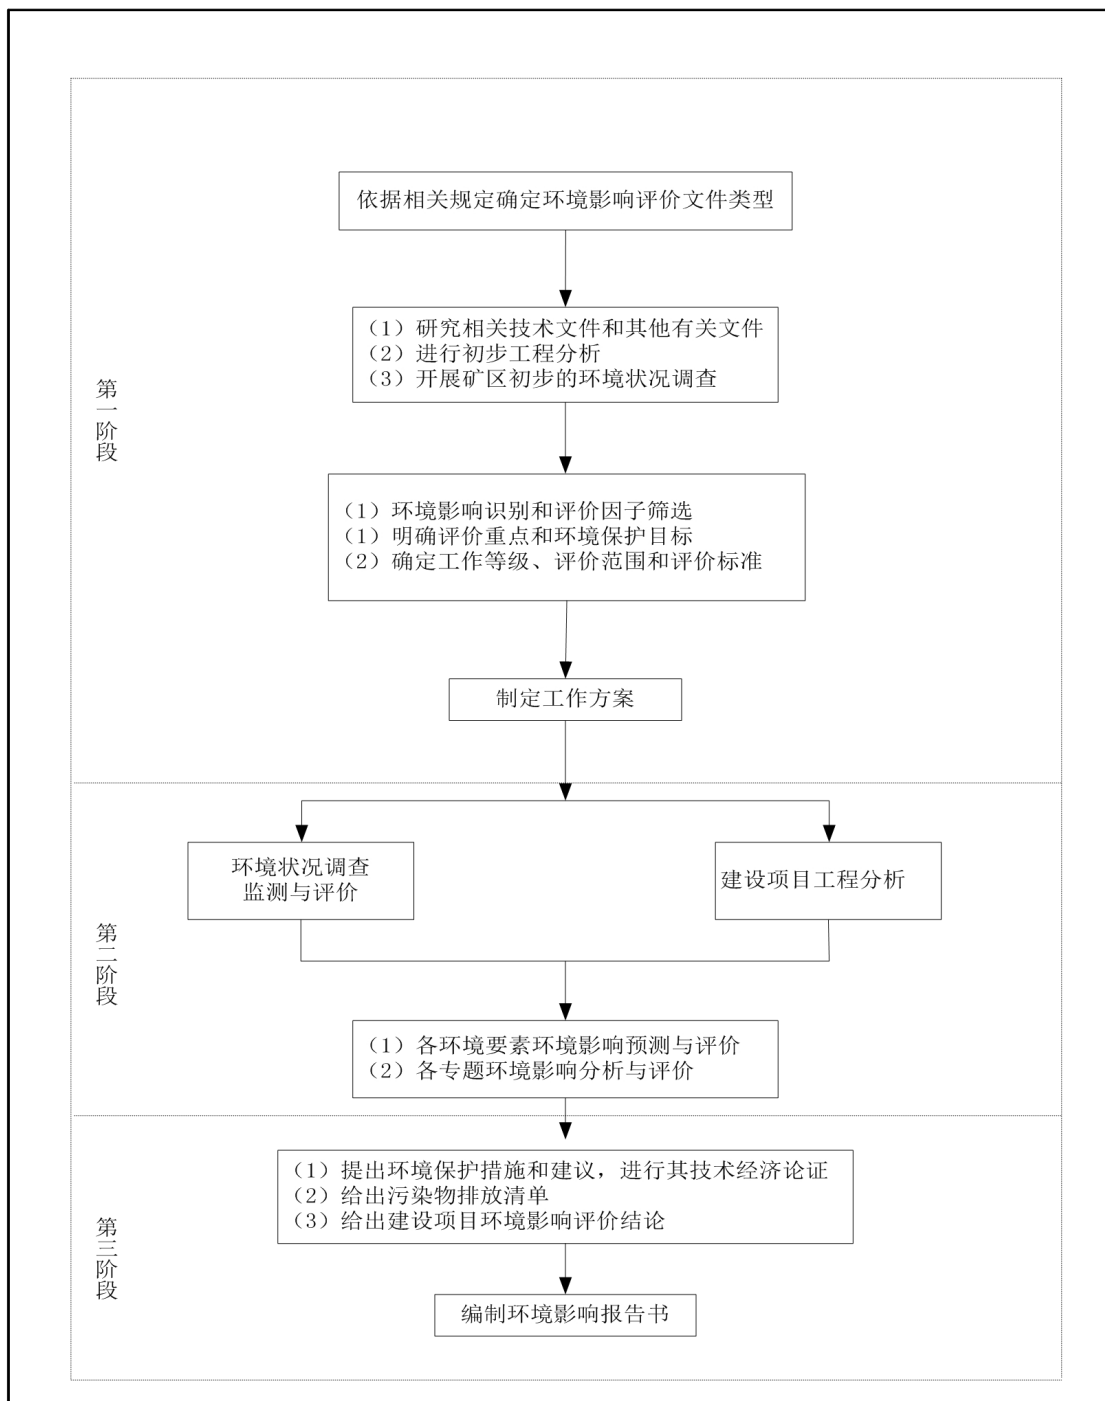 依据相关规定确定环境影响评价文件类型
（1）研究相关技术文件和其他有关文件
（2）进行初步工程分析
（3）开展矿区初步的环境状况调查
第一阶段
（1）环境影响识别和评价因子筛选
（1）明确评价重点和环境保护目标
（2）确定工作等级、评价范围和评价标准
制定工作方案
环境状况调查
监测与评价
建设项目工程分析
第二阶段
（1）各环境要素环境影响预测与评价
（2）各专题环境影响分析与评价
（1）提出环境保护措施和建议，进行其技术经济论证
（2）给出污染物排放清单
（3）给出建设项目环境影响评价结论
第三阶段
编制环境影响报告书